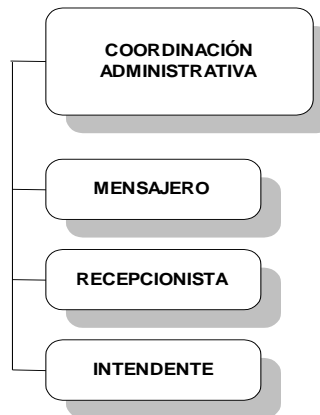 COORDINACIÓN
ADMINISTRATIVA
MENSAJERO
RECEPCIONISTA
INTENDENTE